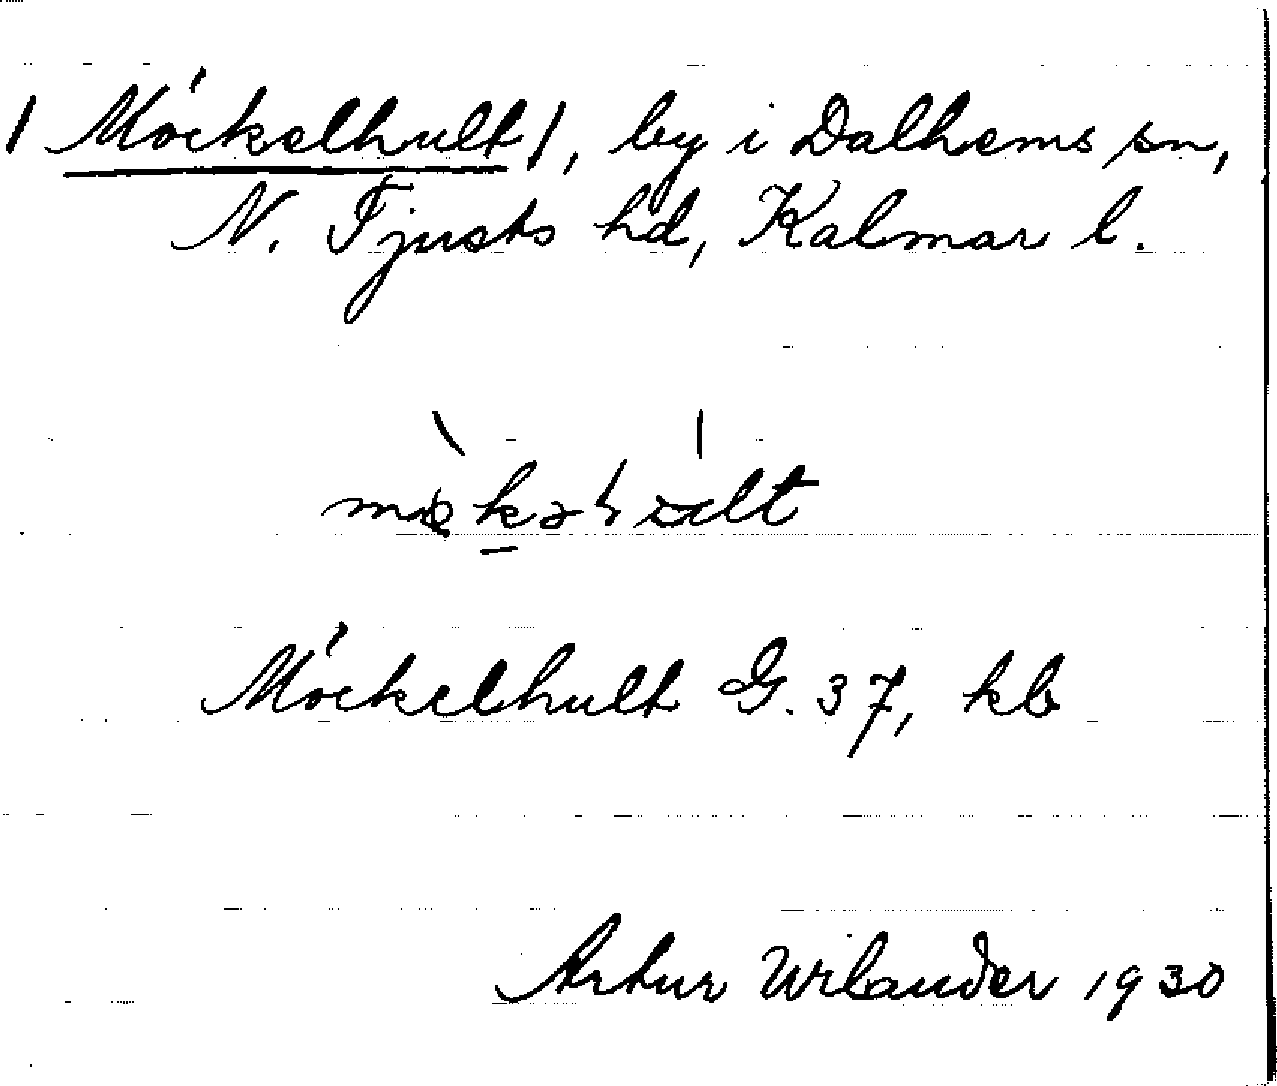 / Möckelhult /, by i Dalhems sn,
N. Tjusts hd, Kalmar l.
Möckelhult G. 37, kb
Artur Wilander 1930